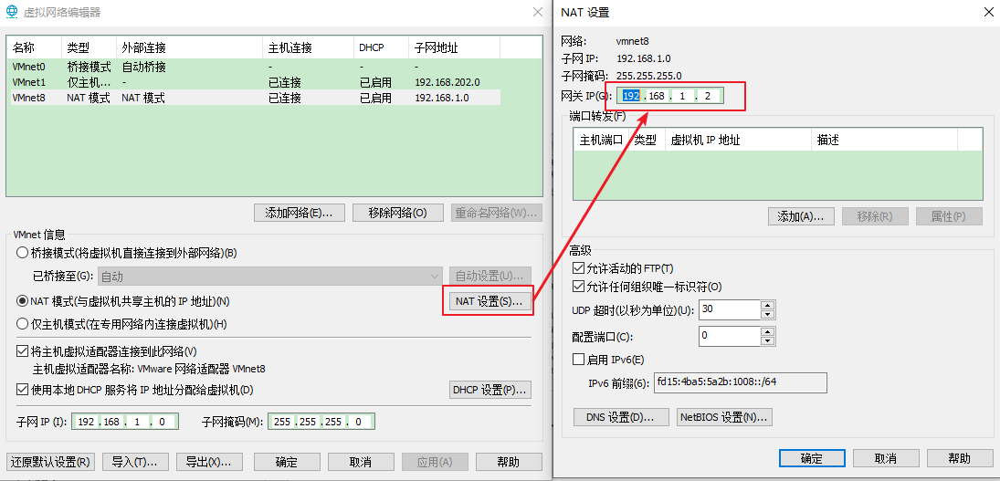 虚拟网络编辑器
名称 类型 外部连接 主机连接 DHCP 子网地址
VMnet0 桥接模式 自动桥接 - - -
VMnet1 仅主机... - 已连接 已启用 192.168.202.0
VMnet8 NAT 模式 NAT 模式 已连接 已启用 192.168.1.0
添加网络(E)... 移除网络(O) 重命名网络(W)...
VMnet 信息
桥接模式(将虚拟机直接连接到外部网络)(B)
已桥接至(G): 自动 自动设置(U)...
NAT 模式(与虚拟机共享主机的 IP 地址)(N) NAT 设置(S)...
仅主机模式(在专用网络内连接虚拟机)(H)
将主机虚拟适配器连接到此网络(V)
主机虚拟适配器名称: VMware 网络适配器 VMnet8
使用本地 DHCP 服务将 IP 地址分配给虚拟机(D) DHCP 设置(P)...
子网 IP (I): 192 .168 . 1 . 0 子网掩码(M): 255 .255 .255 . 0
还原默认设置(R) 导入(T)... 导出(X)... 确定 取消 应用(A) 帮助
NAT 设置
网络: vmnet8
子网 IP: 192.168.1.0
子网掩码: 255.255.255.0
网关 IP(G): 192 .168 . 1 . 2
端口转发(F)
主机端口 类型 虚拟机 IP 地址 描述
添加(A)... 移除(R) 属性(P)
高级
允许活动的 FTP(T)
允许任何组织唯一标识符(O)
UDP 超时(以秒为单位)(U): 30
配置端口(C): 0
启用 IPv6(E)
IPv6 前缀(6): fd15:4ba5:5a2b:1008::/64
DNS 设置(D)... NetBIOS 设置(N)...
确定 取消 帮助